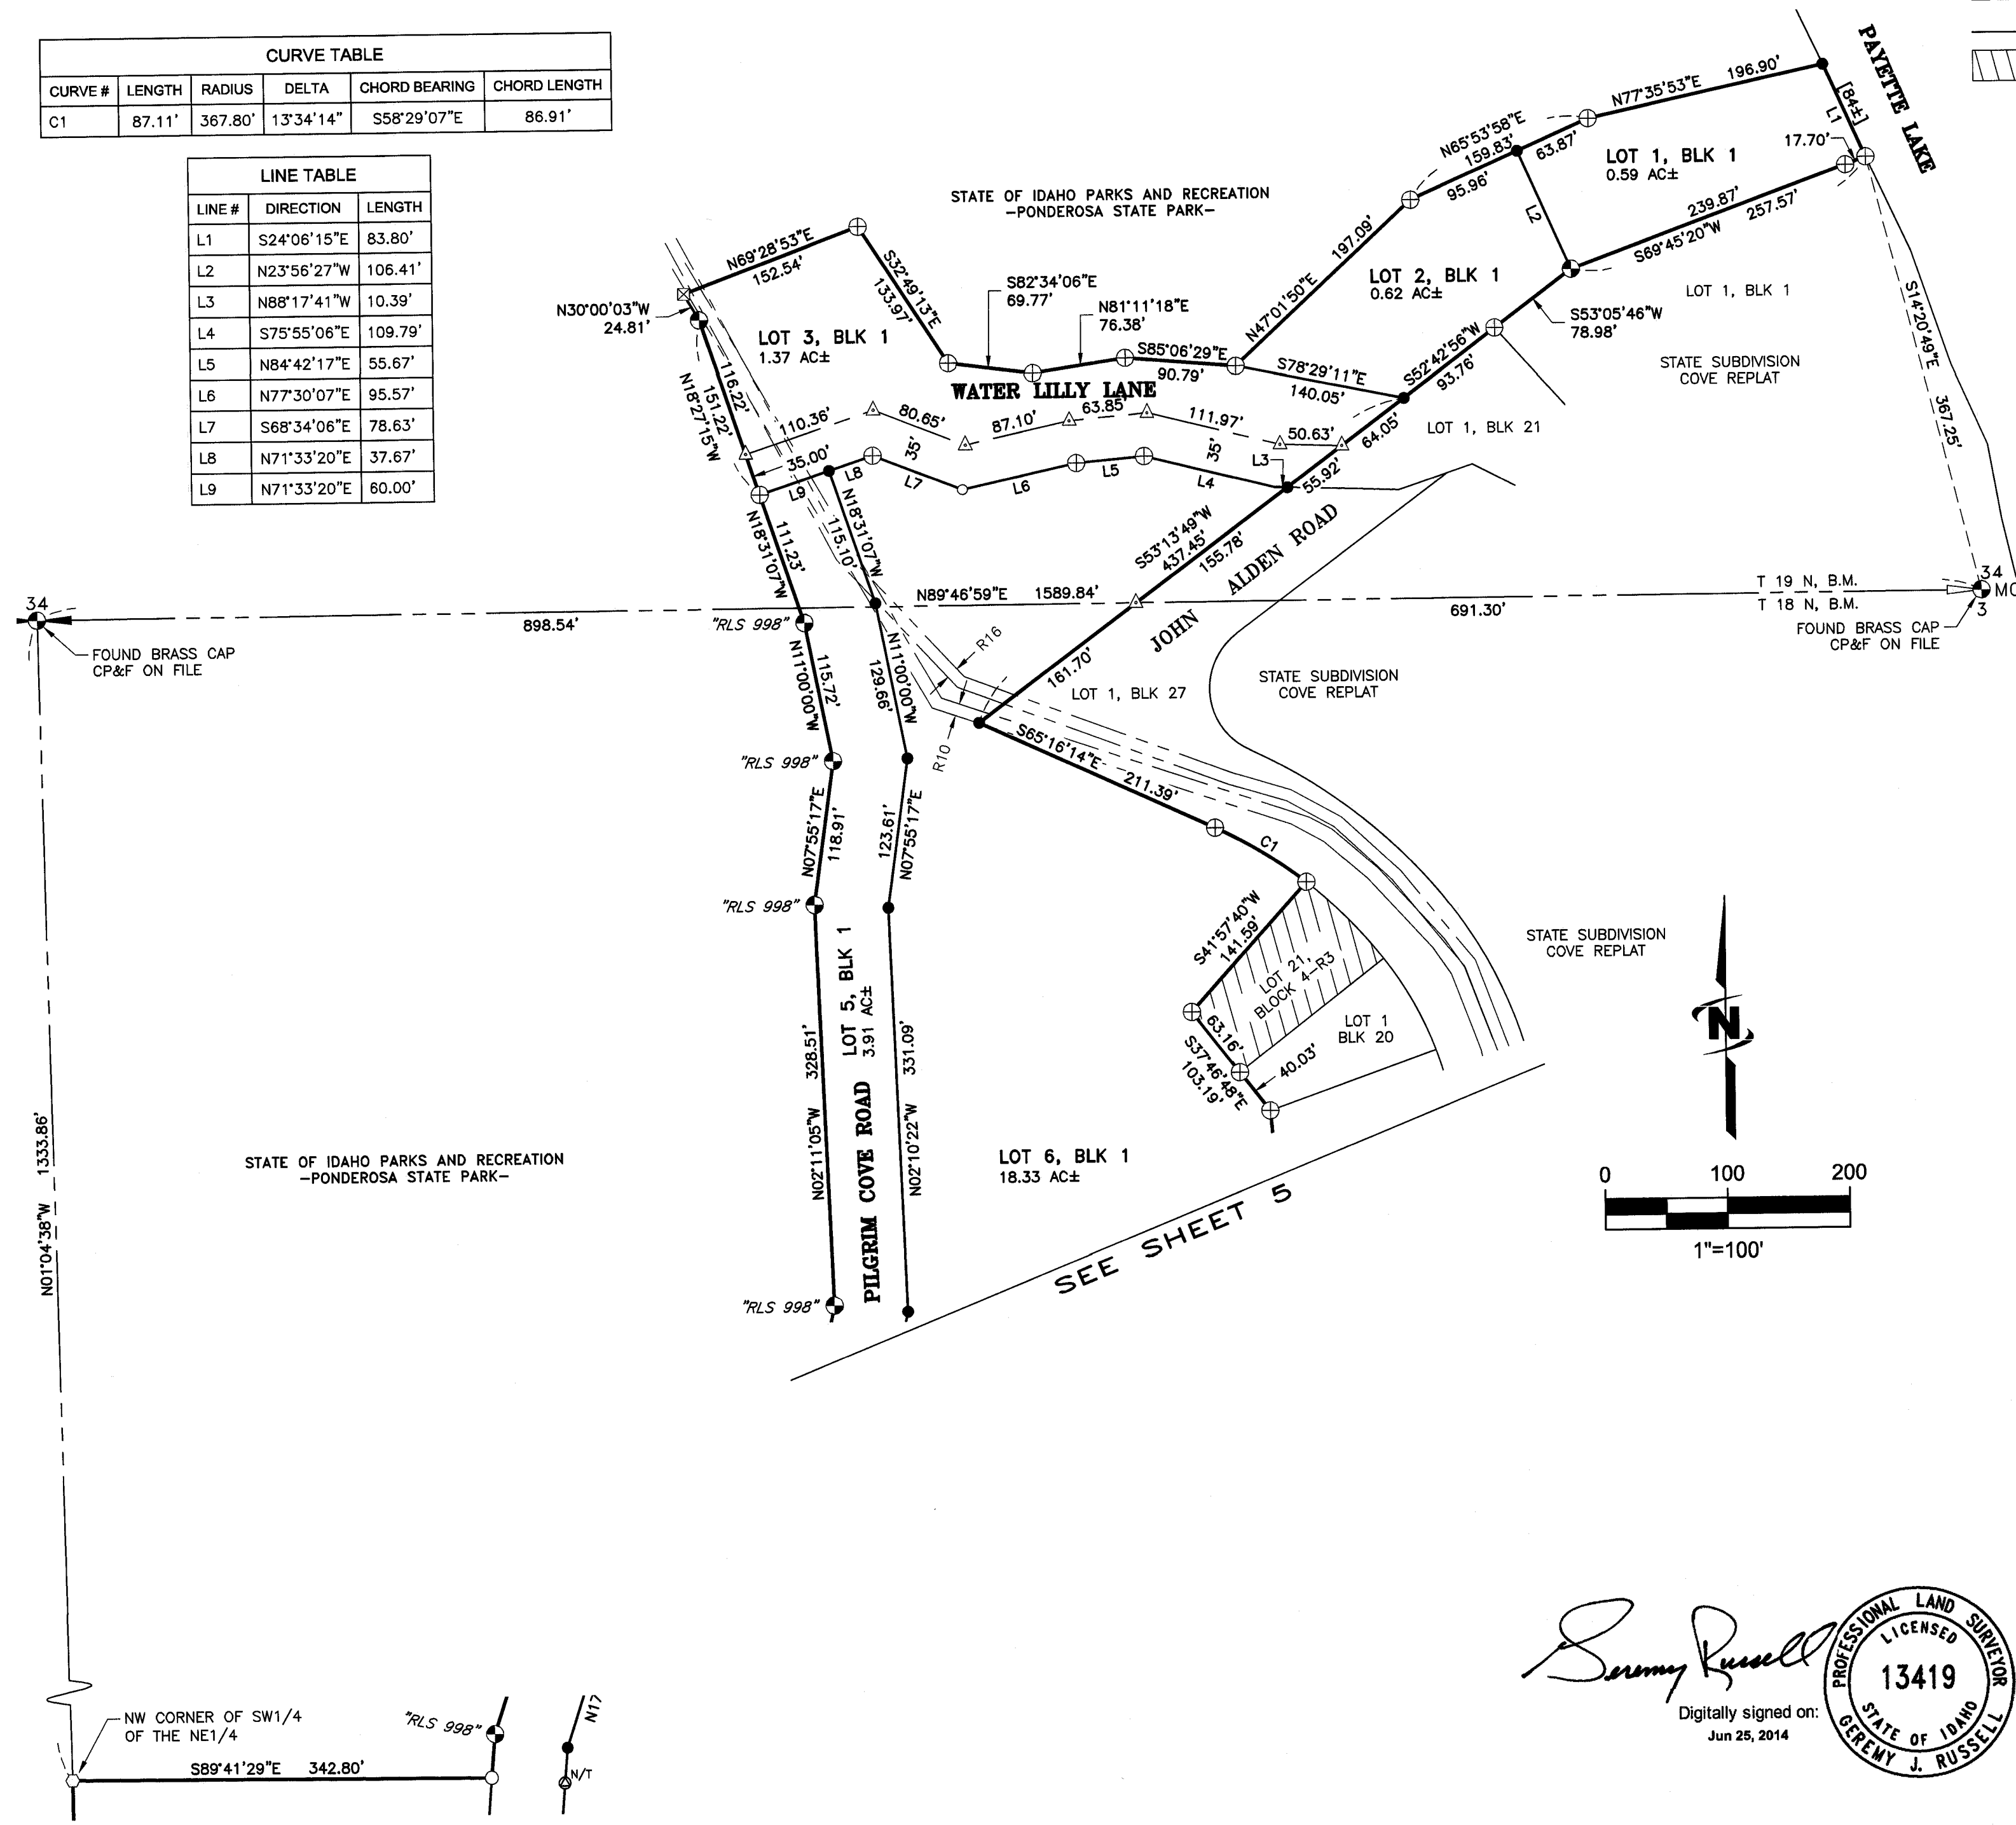 CURVE TABLE
CURVE # LENGTH RADIUS DELTA CHORD BEARING CHORD LENGTH
C1 87.11' 367.80' 13°34'14" S58°29'07"E 86.91'
LINE TABLE
LINE # DIRECTION LENGTH
L1 S24°06'15"E 83.80'
L2 N23°56'27"W 106.41'
L3 N88°17'41"W 10.39'
L4 S75°55'06"E 109.79'
L5 N84°42'17"E 55.67'
L6 N77°30'07"E 95.57'
L7 S68°34'06"E 78.63'
L8 N71°33'20"E 37.67'
L9 N71°33'20"E 60.00'
PAYETTE LAKE
N77°35'53"E 196.90'
[84±]
L1
17.70'
N65°53'58"E
159.83'
63.87'
95.96'
LOT 1, BLK 1
0.59 AC±
L2
239.87'
257.57'
S69°45'20"W
STATE OF IDAHO PARKS AND RECREATION
-PONDEROSA STATE PARK-
N69°28'53"E
152.54'
S32°49'13"E
133.97'
N30°00'03"W
24.81'
LOT 3, BLK 1
1.37 AC±
S82°34'06"E
69.77'
N81°11'18"E
76.38'
S85°06'29"E
90.79'
197.09'
N47°01'50"E
LOT 2, BLK 1
0.62 AC±
LOT 1, BLK 1
S53°05'46"W
78.98'
S52°42'56"W
93.76'
STATE SUBDIVISION
COVE REPLAT
S14°20'49"E 367.25'
S78°29'11"E
140.05'
WATER LILLY LANE
116.22'
151.22'
N18°27'15"W
110.36'
80.65'
87.10'
63.85'
111.97'
50.63'
64.05'
LOT 1, BLK 21
35.00'
35'
35'
L9
L8
L7
L6
L5
L4
L3
55.92'
N18°31'07"W
115.10'
111.23'
N18°31'07"W
S53°13'49"W
437.45'
155.78'
JOHN ALDEN ROAD
34
898.54'
N89°46'59"E 1589.84'
691.30'
T 19 N, B.M.
T 18 N, B.M.
34
3
MC
FOUND BRASS CAP
CP&F ON FILE
FOUND BRASS CAP
CP&F ON FILE
"RLS 998"
N11°00'00"W
115.72'
N11°00'00"W
129.66'
R16
R10
161.70'
LOT 1, BLK 27
STATE SUBDIVISION
COVE REPLAT
"RLS 998"
S65°16'14"E 211.39'
N07°55'17"E
118.91'
123.61'
N07°55'17"E
C1
"RLS 998"
S41°57'40"W
141.59'
LOT 21,
BLOCK 4-R3
LOT 1
BLK 20
63.16'
40.03'
S37°46'48"E
103.19'
STATE SUBDIVISION
COVE REPLAT
N
LOT 5, BLK 1
3.91 AC±
PILGRIM COVE ROAD
N02°11'05"W 328.51'
N02°10'22"W 331.09'
"RLS 998"
LOT 6, BLK 1
18.33 AC±
SEE SHEET 5
0 100 200
1"=100'
N01°04'38"W 1333.86'
STATE OF IDAHO PARKS AND RECREATION
-PONDEROSA STATE PARK-
NW CORNER OF SW1/4
OF THE NE1/4
"RLS 998"
N17
S89°41'29"E 342.80'
N/T
Geremy Russell
Digitally signed on:
Jun 25, 2014
PROFESSIONAL LAND SURVEYOR
LICENSED
13419
STATE OF IDAHO
GEREMY J. RUSSELL